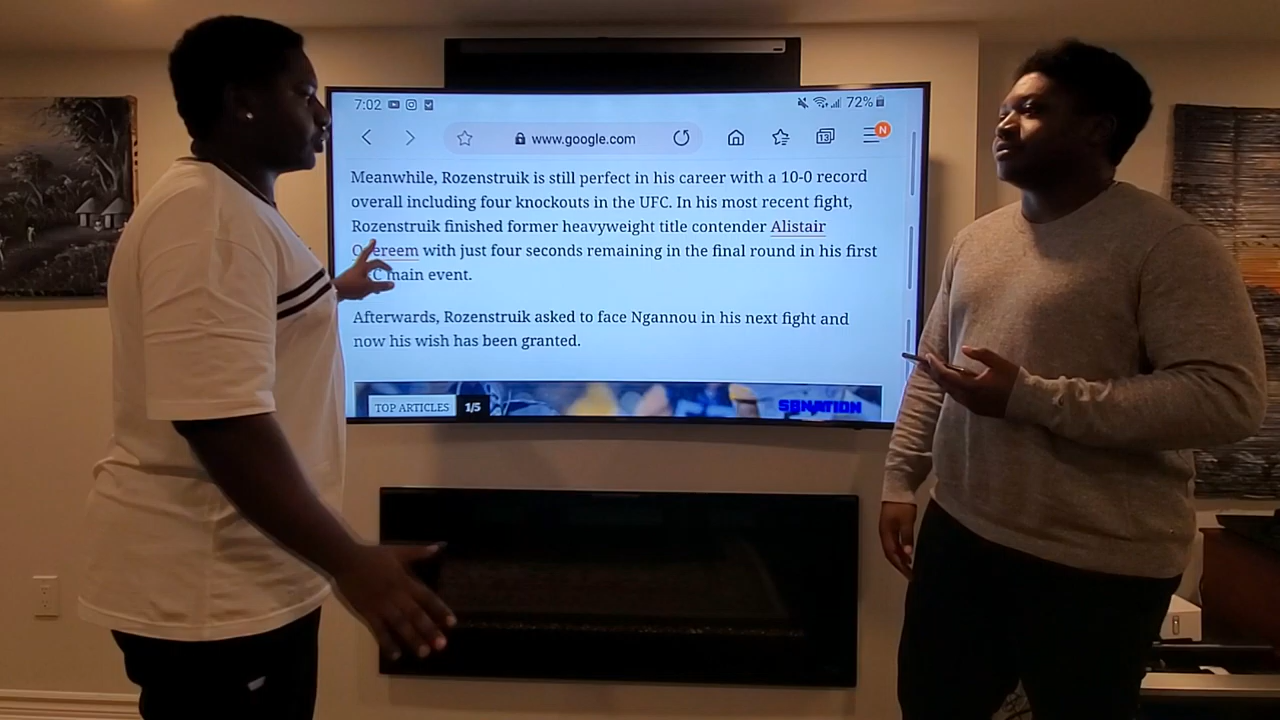 7:02 72%
www.google.com 13 N
Meanwhile, Rozenstruik is still perfect in his career with a 10-0 record
overall including four knockouts in the UFC. In his most recent fight,
Rozenstruik finished former heavyweight title contender Alistair
Overeem with just four seconds remaining in the final round in his first
C main event.
Afterwards, Rozenstruik asked to face Ngannou in his next fight and
now his wish has been granted.
TOP ARTICLES 1/5
SBNATION